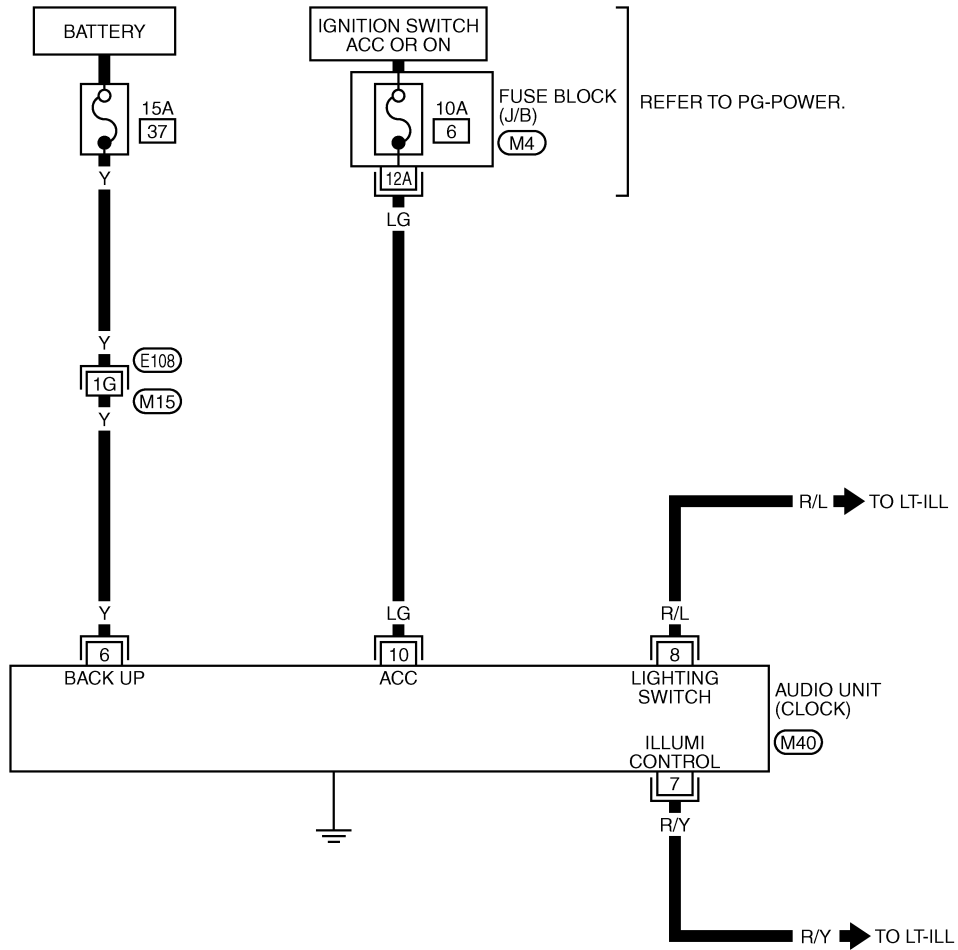 BATTERY
IGNITION SWITCH
ACC OR ON
15A
37
10A
6
FUSE BLOCK
(J/B)
M4
REFER TO PG-POWER.
12A
Y
LG
Y
E108
1G
M15
Y
R/L
TO LT-ILL
Y
LG
R/L
6
10
8
BACK UP
ACC
LIGHTING
SWITCH
AUDIO UNIT
(CLOCK)
M40
ILLUMI
CONTROL
7
R/Y
R/Y
TO LT-ILL